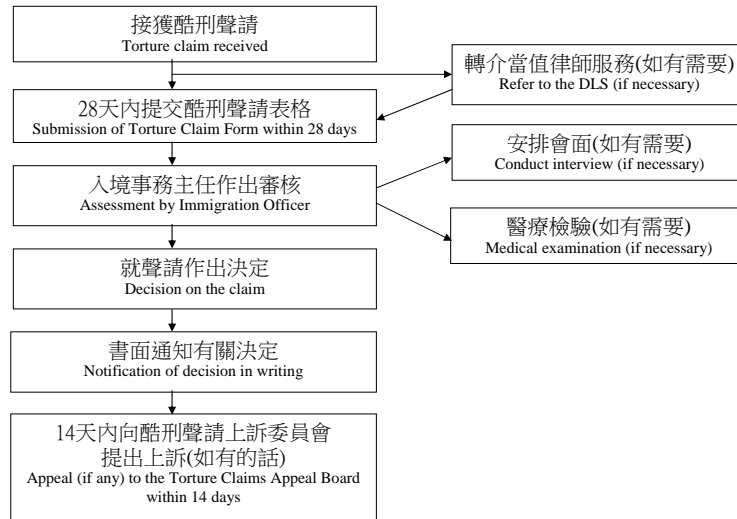 接獲酷刑聲請
Torture claim received
轉介當值律師服務(如有需要)
Refer to the DLS (if necessary)
28天內提交酷刑聲請表格
Submission of Torture Claim Form within 28 days
安排會面(如有需要)
Conduct interview (if necessary)
入境事務主任作出審核
Assessment by Immigration Officer
醫療檢驗(如有需要)
Medical examination (if necessary)
就聲請作出決定
Decision on the claim
書面通知有關決定
Notification of decision in writing
14天內向酷刑聲請上訴委員會
提出上訴(如有的話)
Appeal (if any) to the Torture Claims Appeal Board
within 14 days